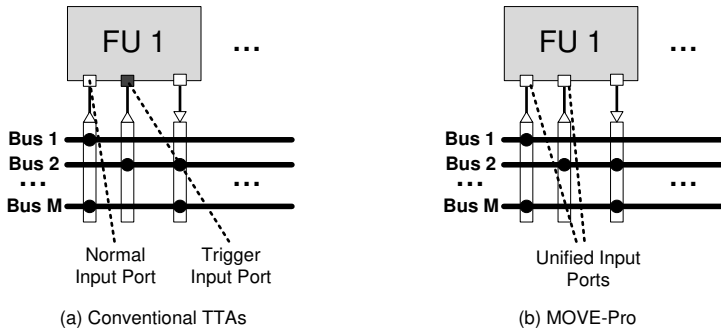 FU 1
...
Bus 1
Bus 2
...
...
Bus M
Normal
Input Port
Trigger
Input Port
(a) Conventional TTAs
FU 1
...
Bus 1
Bus 2
...
...
Bus M
Unified Input
Ports
(b) MOVE-Pro